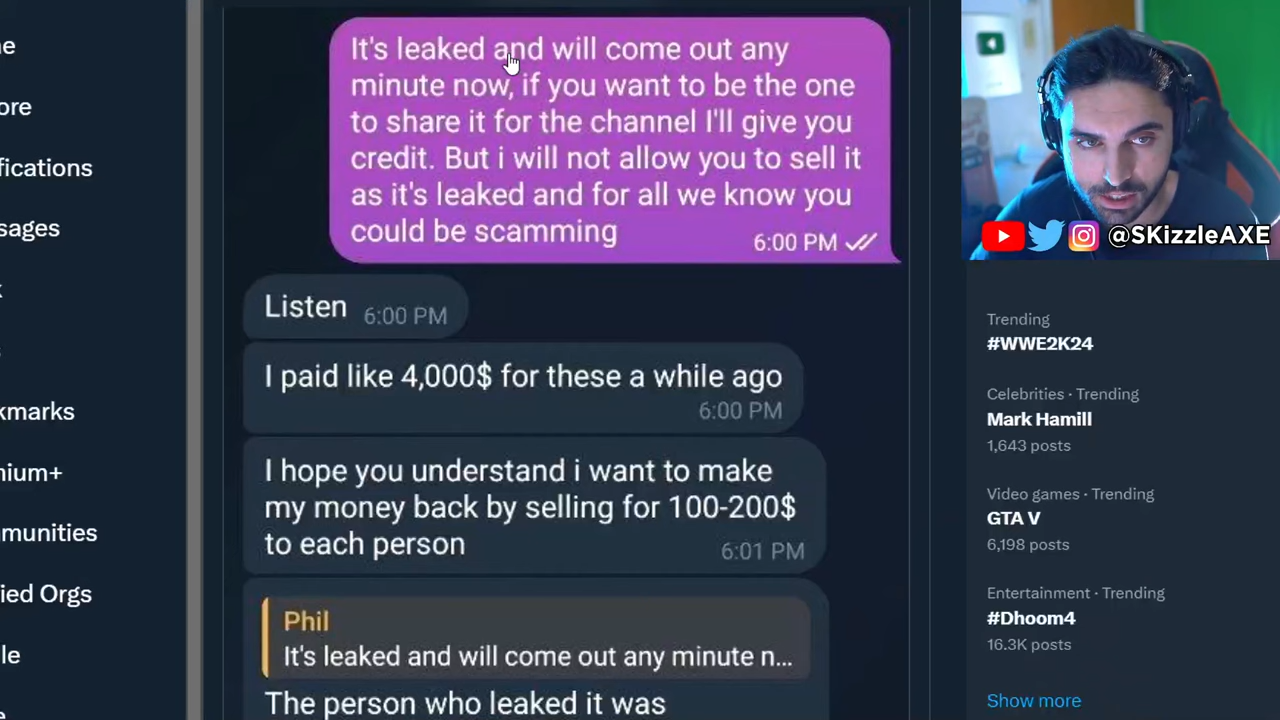 It's leaked and will come out any
minute now, if you want to be the one
to share it for the channel I'll give you
credit. But i will not allow you to sell it
as it's leaked and for all we know you
could be scamming
6:00 PM
Listen
6:00 PM
I paid like 4,000$ for these a while ago
6:00 PM
I hope you understand i want to make
my money back by selling for 100-200$
to each person
6:01 PM
Phil
It's leaked and will come out any minute n...
The person who leaked it was
ne
ore
fications
sages
kmarks
nium+
mmunities
fied Orgs
le
@SKizzleAXE
Trending
#WWE2K24
Celebrities · Trending
Mark Hamill
1,643 posts
Video games · Trending
GTA V
6,198 posts
Entertainment · Trending
#Dhoom4
16.3K posts
Show more